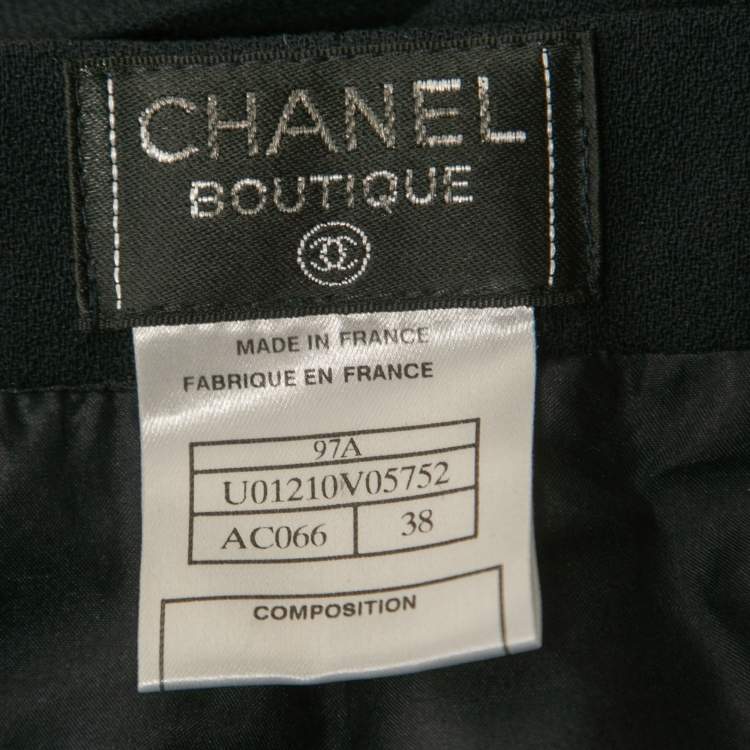 CHANEL
BOUTIQUE
MADE IN FRANCE
FABRIQUE EN FRANCE
97A
U01210V05752
AC066 38
COMPOSITION